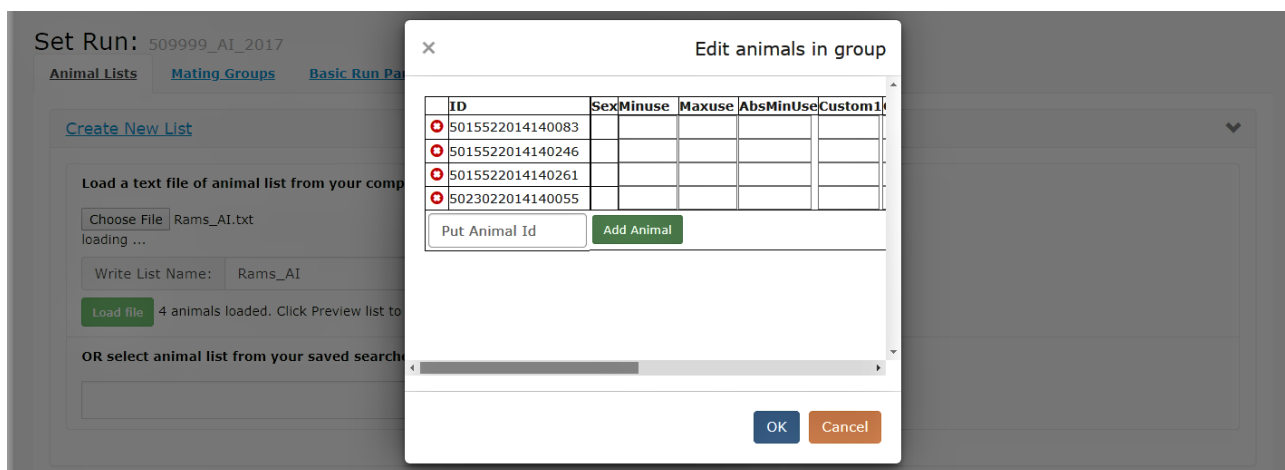 Set Run: 509999_AI_2017
Animal Lists Mating Groups Basic Run Par
Create New List
Load a text file of animal list from your comp
Choose File Rams_AI.txt
loading ...
Write List Name: Rams_AI
Load file 4 animals loaded. Click Preview list to
OR select animal list from your saved searche
× Edit animals in group
ID Sex Minuse Maxuse AbsMinUse Custom1
5015522014140083
5015522014140246
5015522014140261
5023022014140055
Put Animal Id Add Animal
OK Cancel